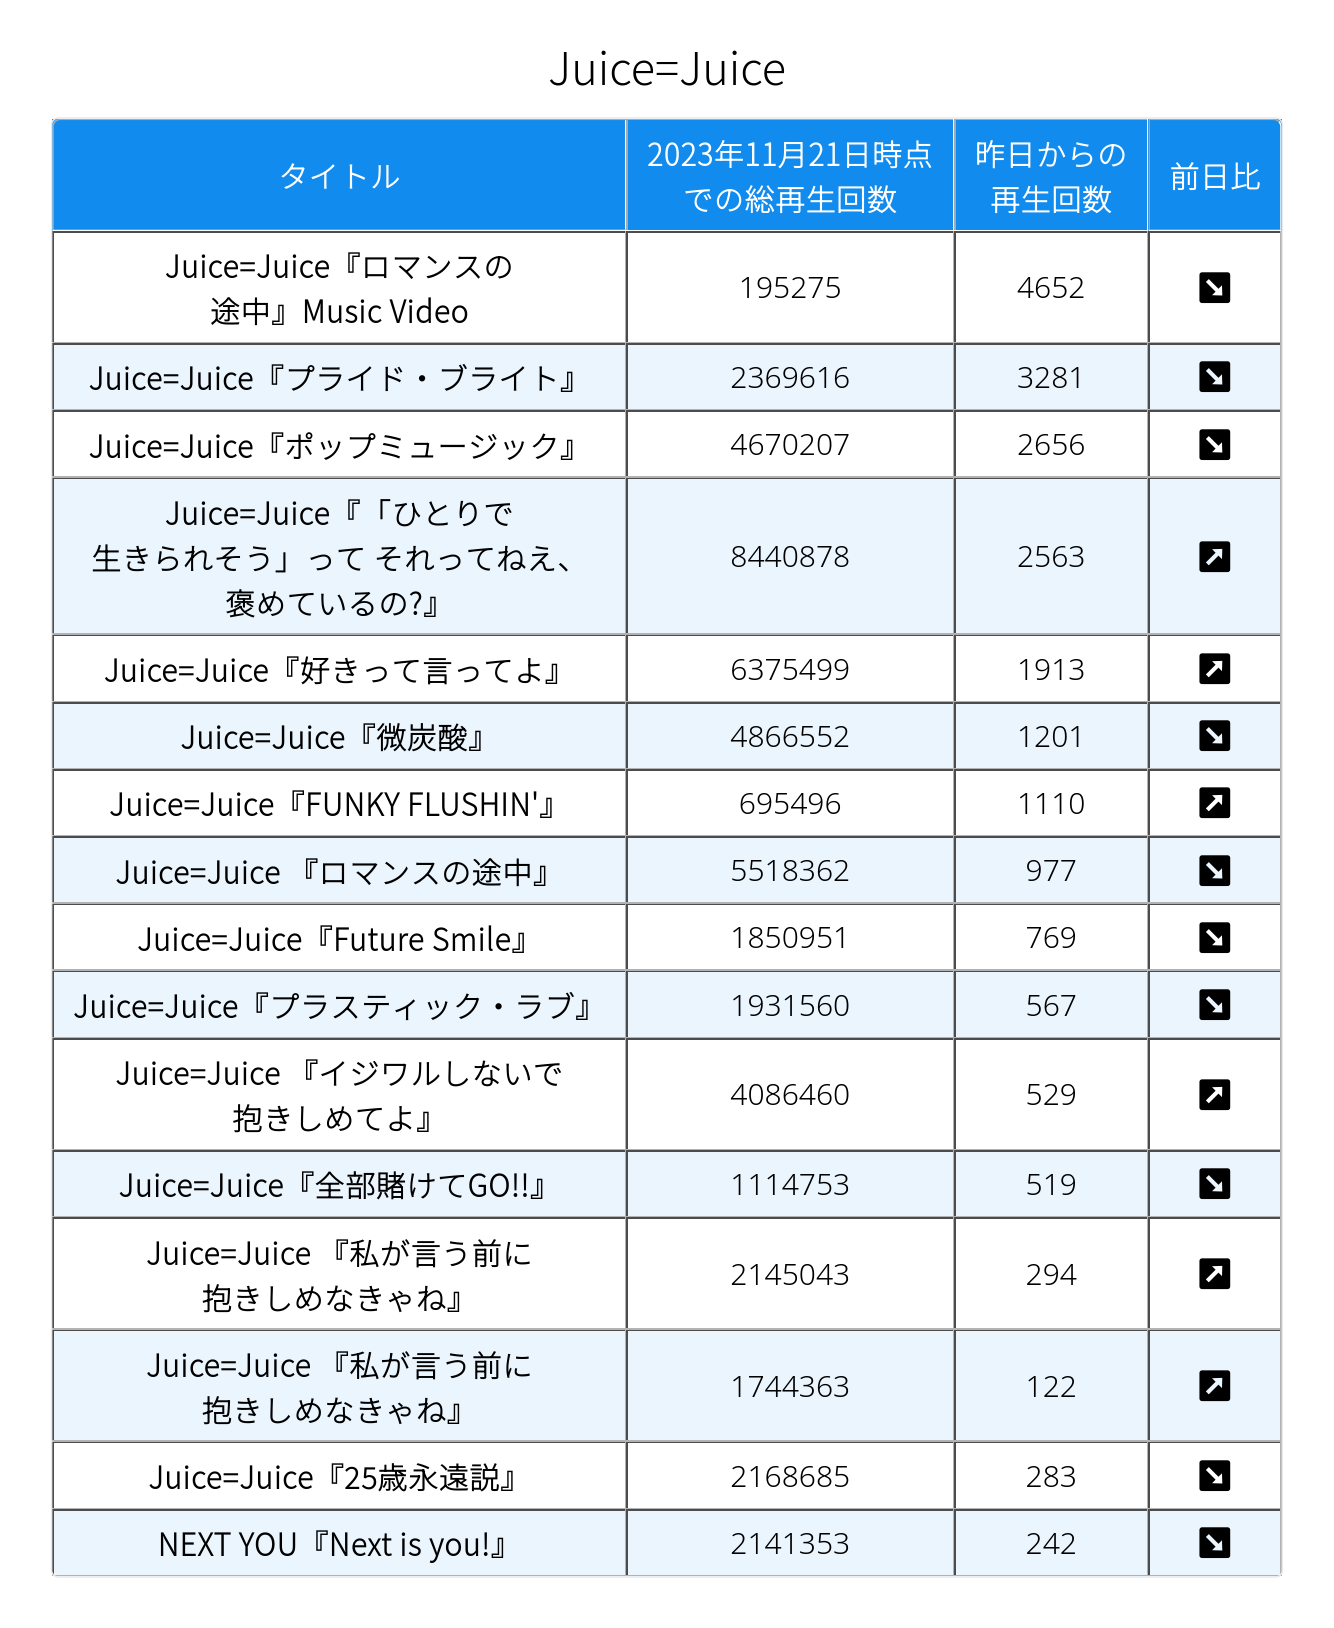 Juice=Juice
タイトル
2023年11月21日時点
での総再生回数
昨日からの
再生回数
前日比
Juice=Juice『ロマンスの
途中』Music Video
195275
4652
Juice=Juice『プライド・ブライト』
2369616
3281
Juice=Juice『ポップミュージック』
4670207
2656
Juice=Juice『「ひとりで
生きられそう」って それってねえ、
褒めているの?』
8440878
2563
Juice=Juice『好きって言ってよ』
6375499
1913
Juice=Juice『微炭酸』
4866552
1201
Juice=Juice『FUNKY FLUSHIN'』
695496
1110
Juice=Juice 『ロマンスの途中』
5518362
977
Juice=Juice『Future Smile』
1850951
769
Juice=Juice『プラスティック・ラブ』
1931560
567
Juice=Juice 『イジワルしないで
抱きしめてよ』
4086460
529
Juice=Juice『全部賭けてGO!!』
1114753
519
Juice=Juice 『私が言う前に
抱きしめなきゃね』
2145043
294
Juice=Juice 『私が言う前に
抱きしめなきゃね』
1744363
122
Juice=Juice『25歳永遠説』
2168685
283
NEXT YOU『Next is you!』
2141353
242